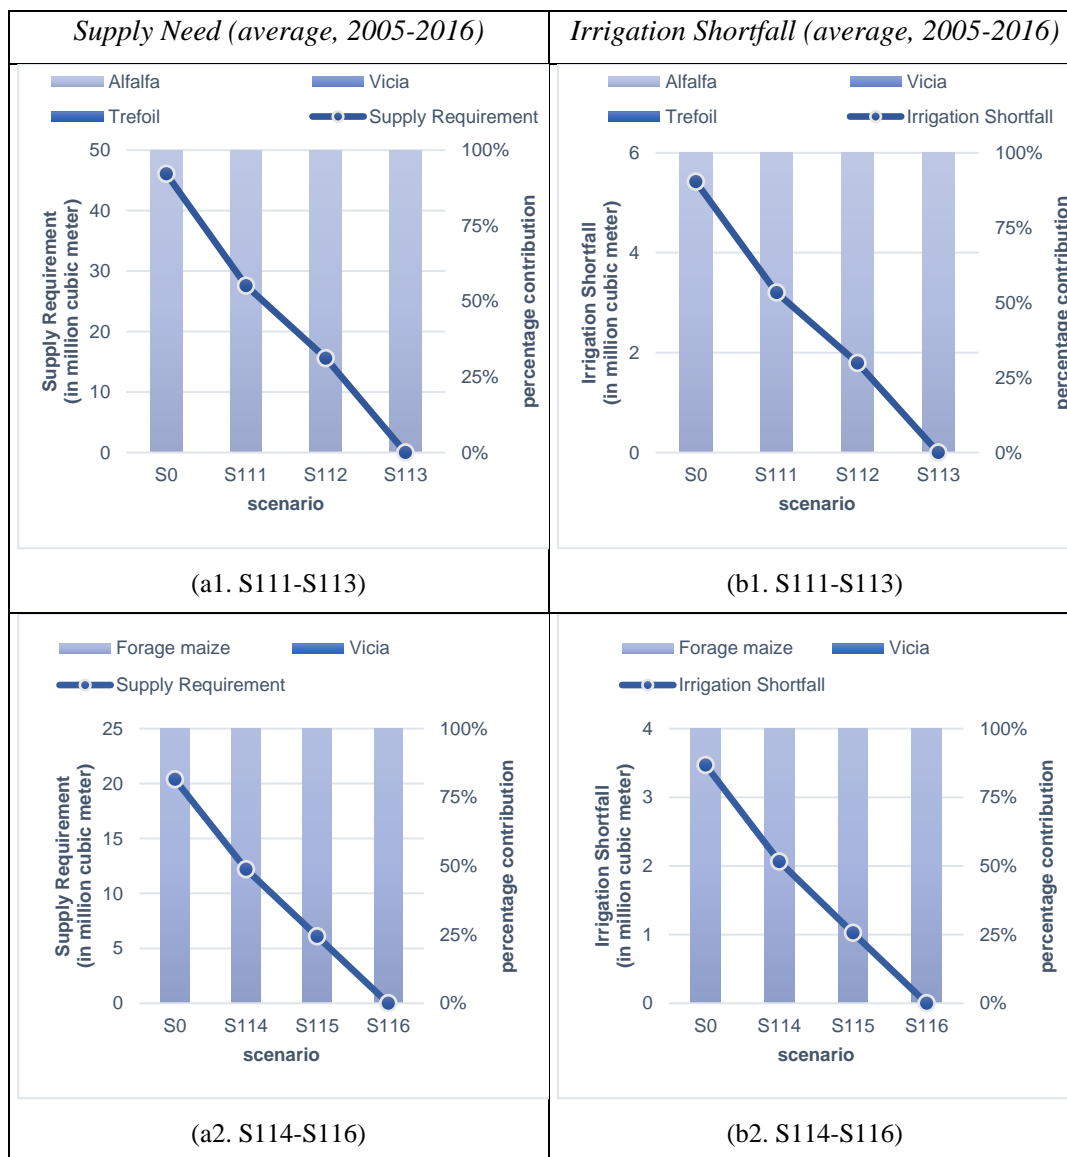 Supply Need (average, 2005-2016)
Irrigation Shortfall (average, 2005-2016)
Alfalfa
Vicia
Trefoil
Supply Requirement
50
40
30
20
10
0
100%
75%
50%
25%
0%
Supply Requirement
(in million cubic meter)
percentage contribution
S0 S111 S112 S113
scenario
(a1. S111-S113)
Alfalfa
Vicia
Trefoil
Irrigation Shortfall
6
4
2
0
100%
75%
50%
25%
0%
Irrigation Shortfall
(in million cubic meter)
percentage contribution
S0 S111 S112 S113
scenario
(b1. S111-S113)
Forage maize
Vicia
Supply Requirement
25
20
15
10
5
0
100%
75%
50%
25%
0%
Supply Requirement
(in million cubic meter)
percentage contribution
S0 S114 S115 S116
scenario
(a2. S114-S116)
Forage maize
Vicia
Irrigation Shortfall
4
3
2
1
0
100%
75%
50%
25%
0%
Irrigation Shortfall
(in million cubic meter)
percentage contribution
S0 S114 S115 S116
scenario
(b2. S114-S116)